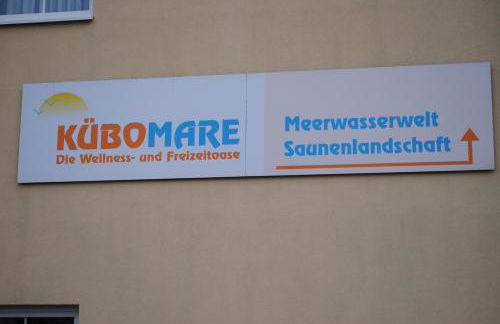 KÜBOMARE
Die Wellness- und Freizeitoase
Meerwasserwelt
Saunenlandschaft